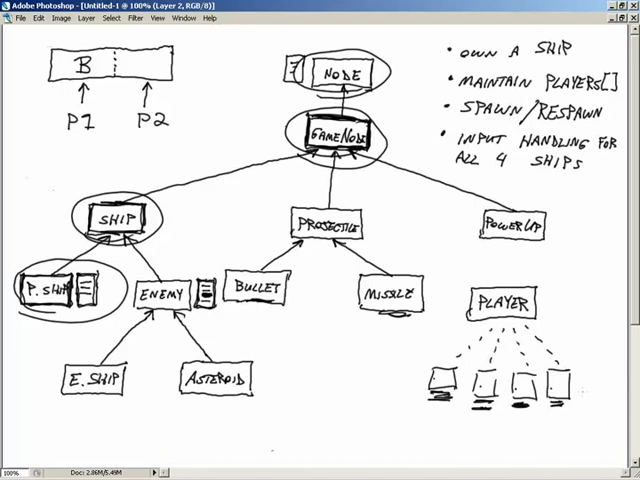 Adobe Photoshop - [Untitled-1 @ 100% (Layer 2, RGB/8)]
File Edit Image Layer Select Filter View Window Help
B
P1 P2
NODE
GAMENODE
• OWN A SHIP
• MAINTAIN PLAYERS[]
• SPAWN/RESPAWN
• INPUT HANDLING FOR
ALL 4 SHIPS
SHIP
PROJECTILE
POWERUP
P. SHIP
ENEMY
BULLET
MISSLE
PLAYER
E. SHIP
ASTEROID
100%
Doc: 2.86M/5.49M